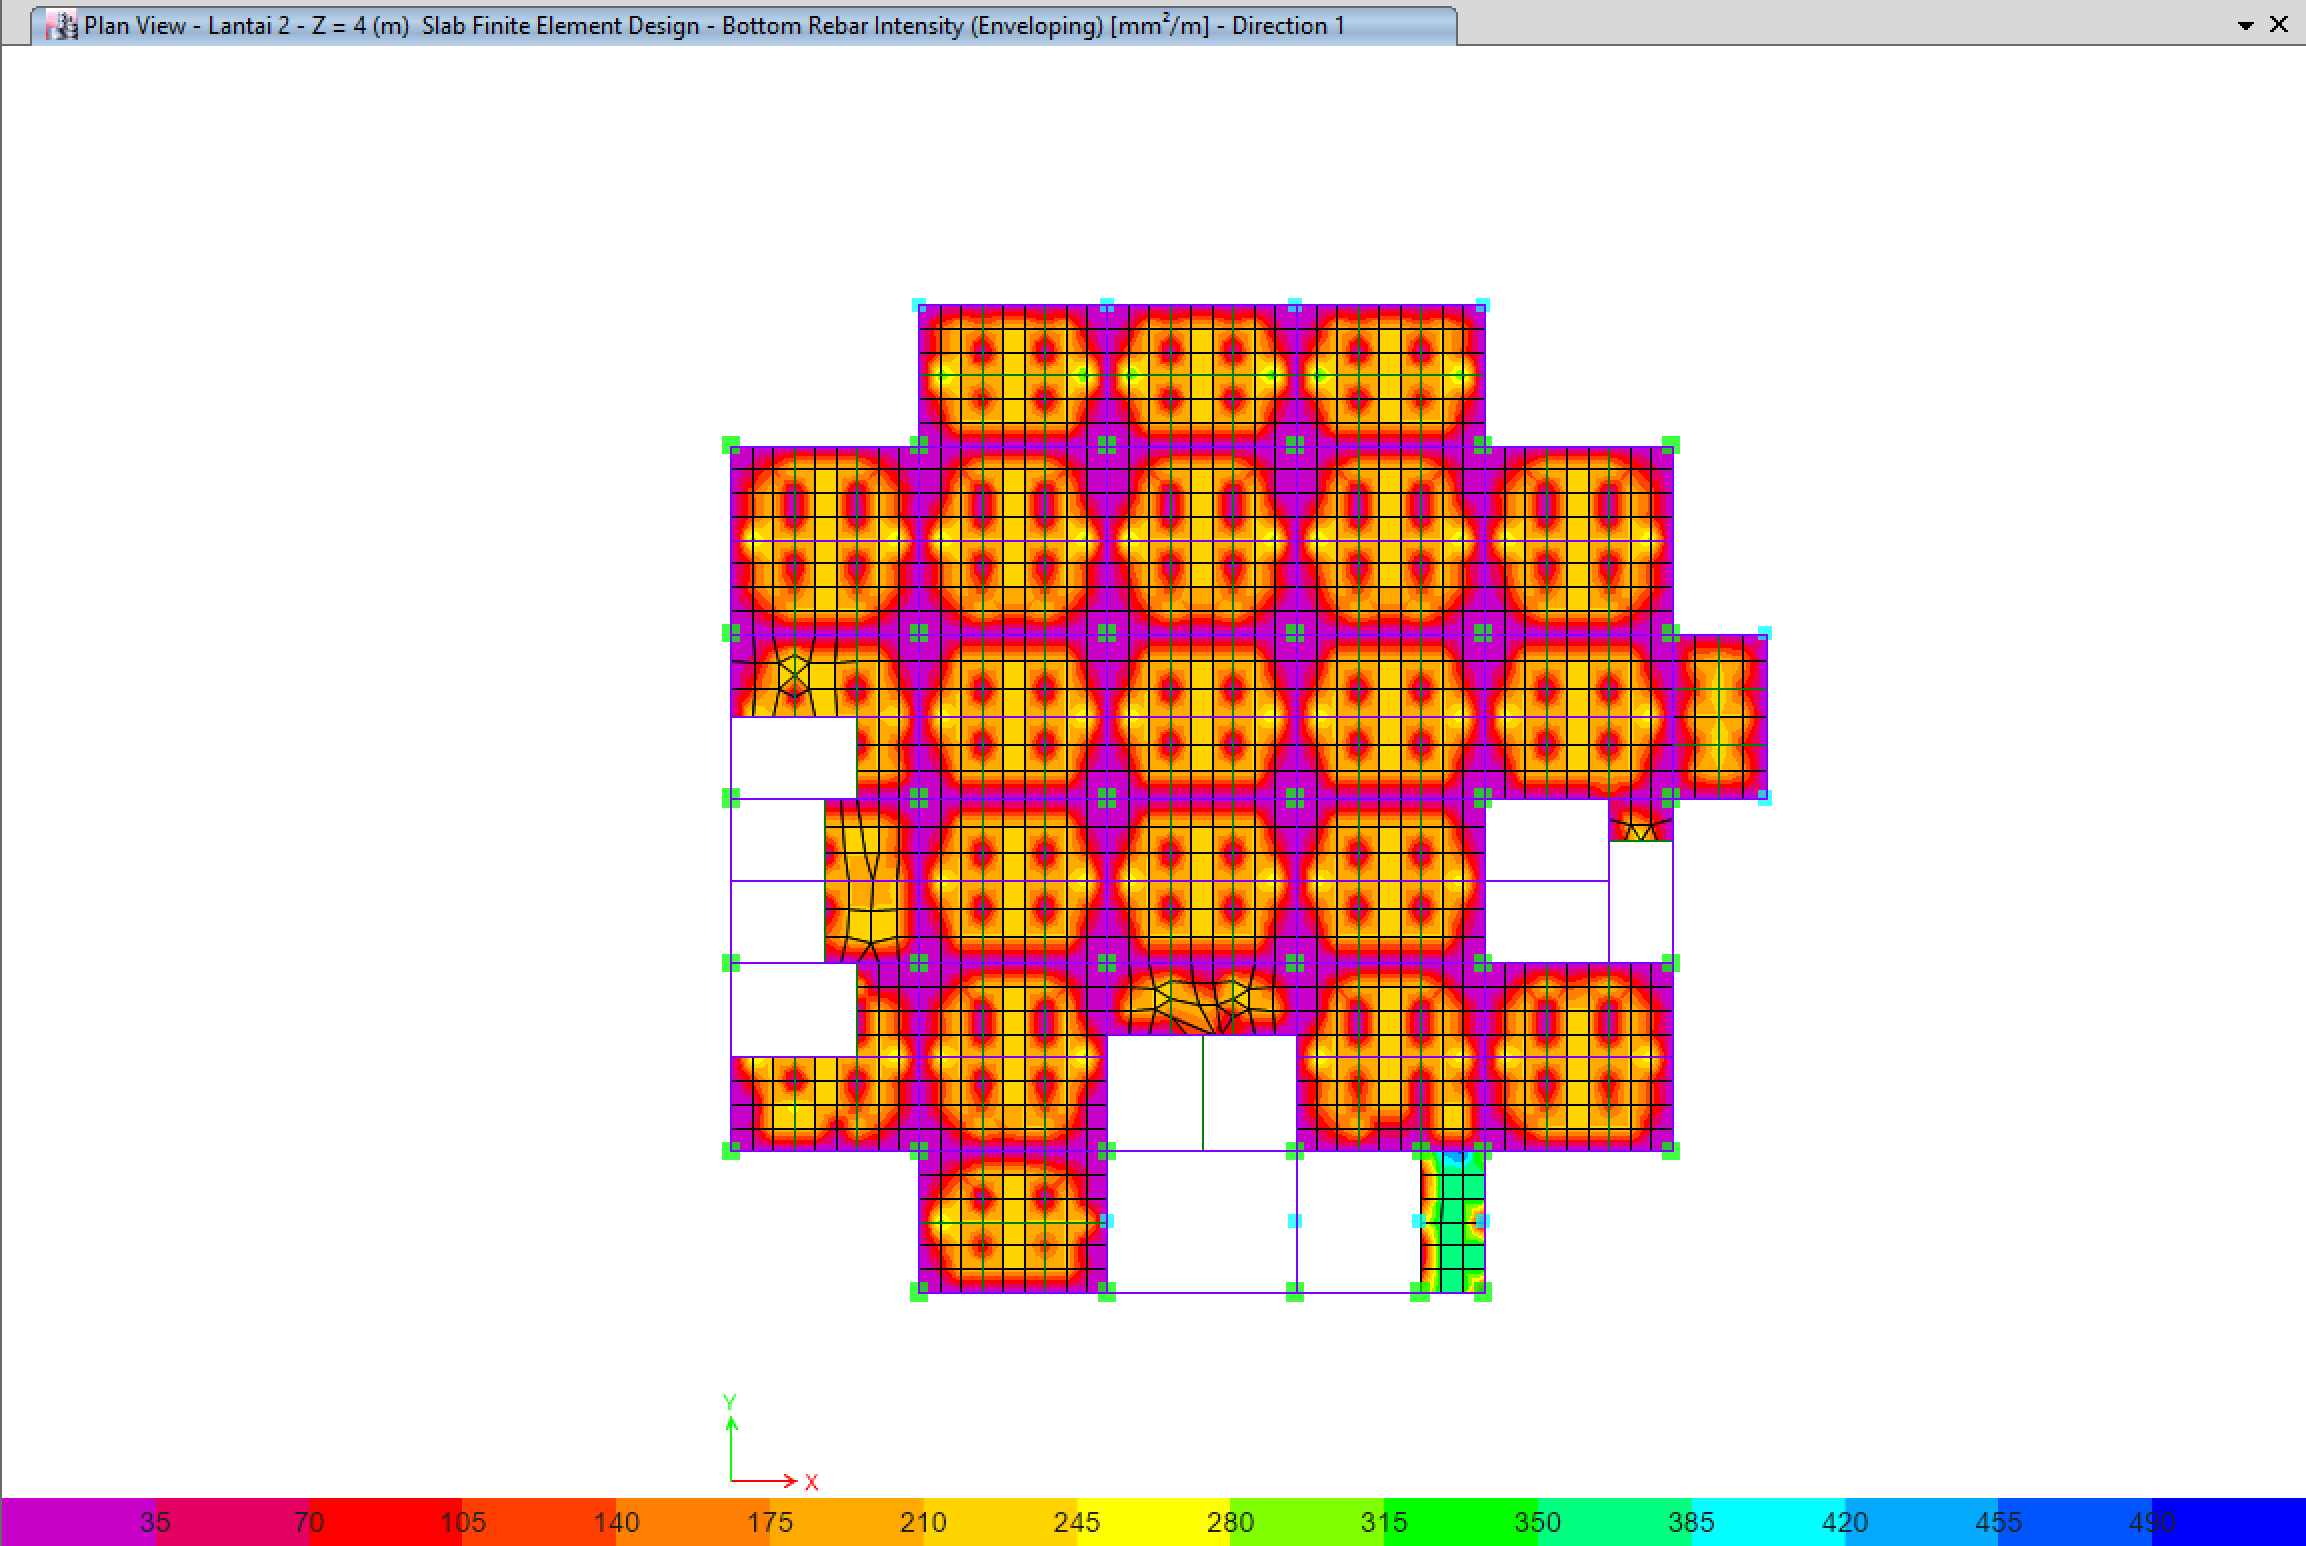 Plan View - Lantai 2 - Z = 4 (m)  Slab Finite Element Design - Bottom Rebar Intensity (Enveloping) [mm²/m] - Direction 1
Y
X
35 70 105 140 175 210 245 280 315 350 385 420 455 490